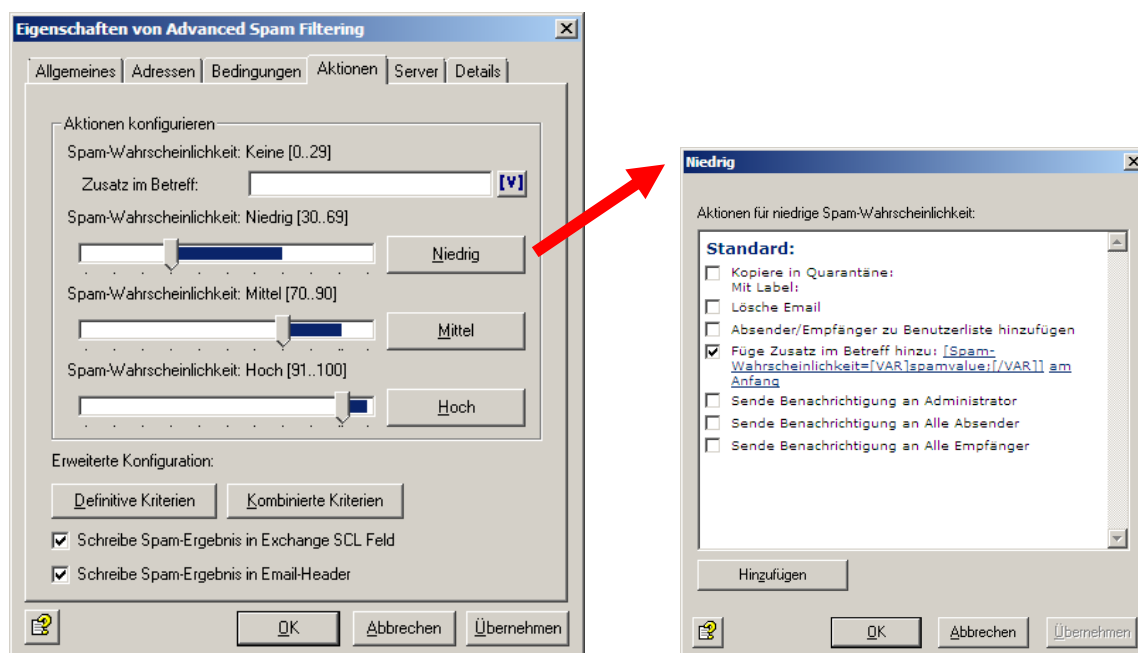 Eigenschaften von Advanced Spam Filtering
Allgemeines Adressen Bedingungen Aktionen Server Details
Aktionen konfigurieren
Spam-Wahrscheinlichkeit: Keine [0..29]
Zusatz im Betreff: [V]
Spam-Wahrscheinlichkeit: Niedrig [30..69]
Niedrig
Spam-Wahrscheinlichkeit: Mittel [70..90]
Mittel
Spam-Wahrscheinlichkeit: Hoch [91..100]
Hoch
Erweiterte Konfiguration:
Definitive Kriterien Kombinierte Kriterien
Schreibe Spam-Ergebnis in Exchange SCL Feld
Schreibe Spam-Ergebnis in Email-Header
OK Abbrechen Übernehmen
Niedrig
Aktionen für niedrige Spam-Wahrscheinlichkeit:
Standard:
Kopiere in Quarantäne:
Mit Label:
Lösche Email
Absender/Empfänger zu Benutzerliste hinzufügen
Füge Zusatz im Betreff hinzu: [Spam-
Wahrscheinlichkeit=[VAR]spamvalue;[/VAR]] am
Anfang
Sende Benachrichtigung an Administrator
Sende Benachrichtigung an Alle Absender
Sende Benachrichtigung an Alle Empfänger
Hinzufügen
OK Abbrechen Übernehmen